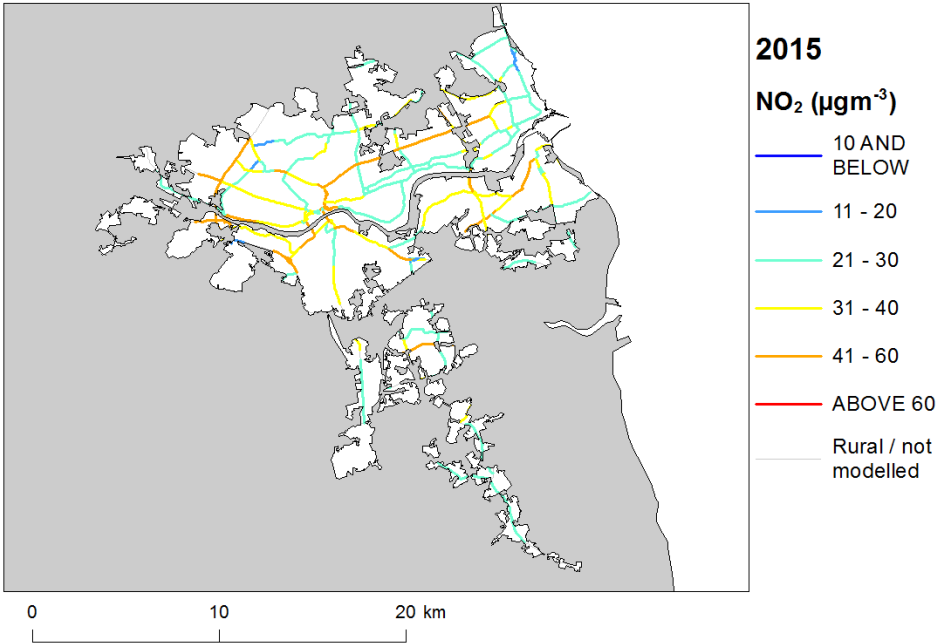 2015
NO₂ (µgm⁻³)
10 AND
BELOW
11 - 20
21 - 30
31 - 40
41 - 60
ABOVE 60
Rural / not
modelled
0 10 20 km